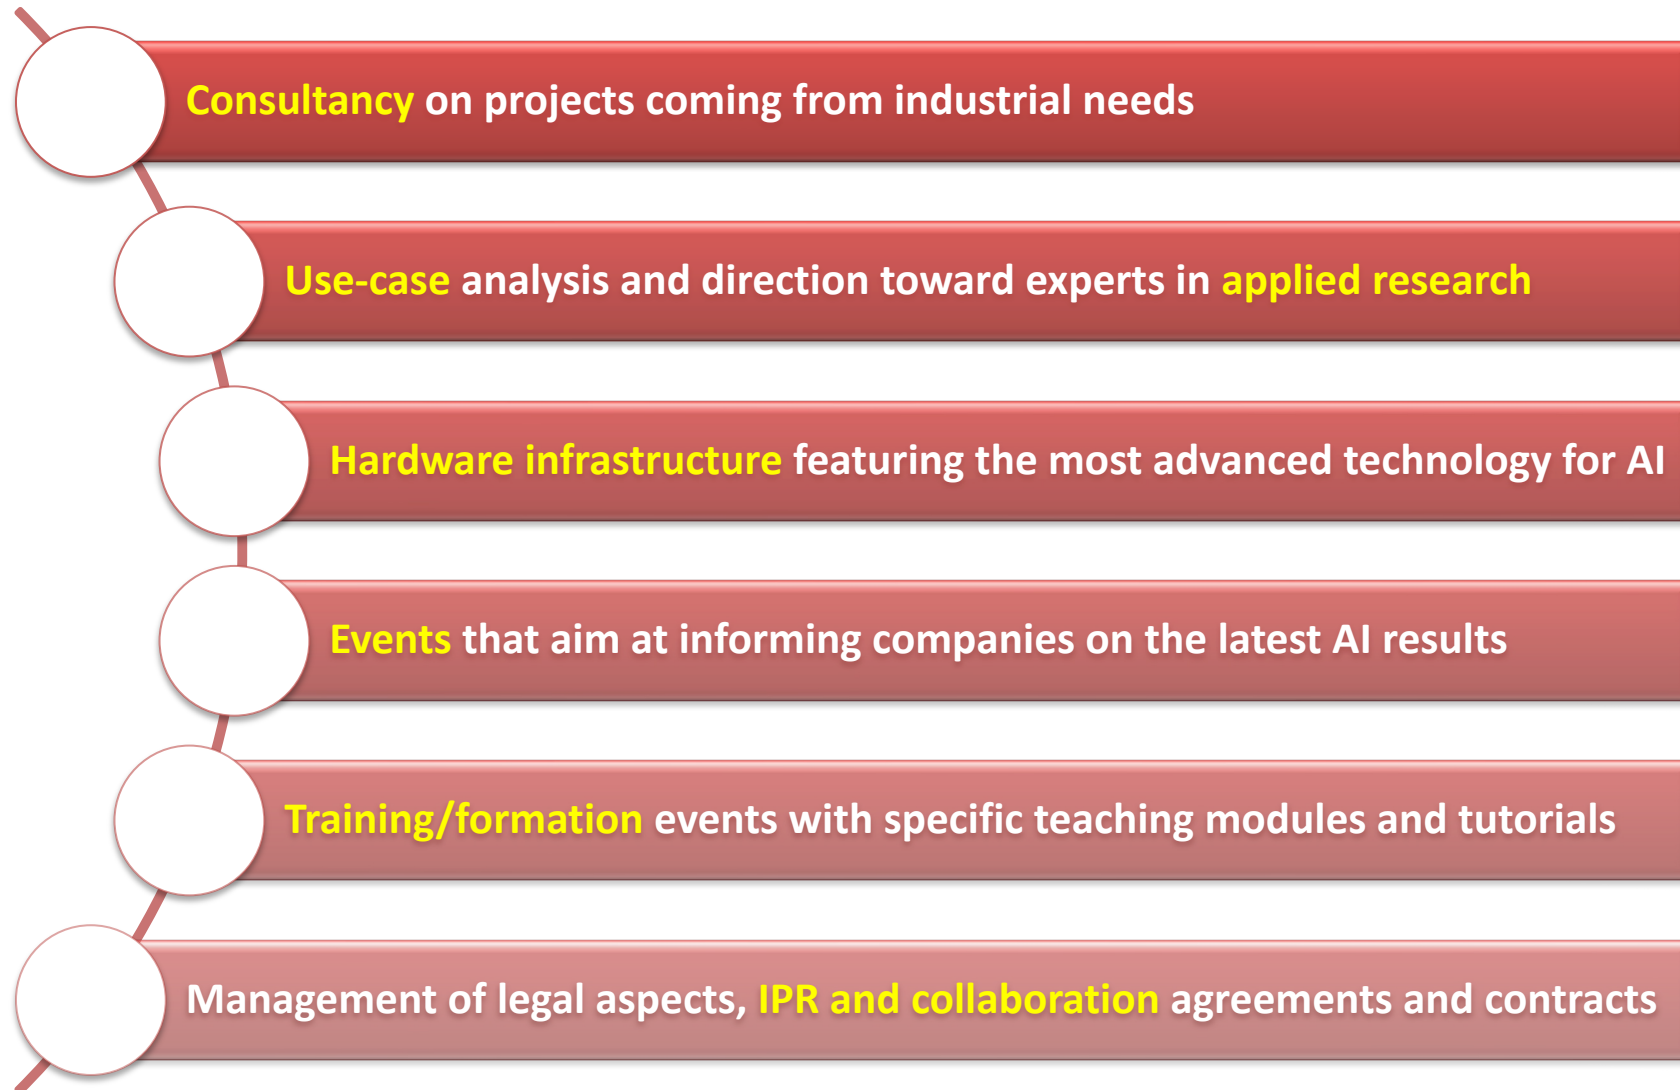 Consultancy on projects coming from industrial needs
Use-case analysis and direction toward experts in applied research
Hardware infrastructure featuring the most advanced technology for AI
Events that aim at informing companies on the latest AI results
Training/formation events with specific teaching modules and tutorials
Management of legal aspects, IPR and collaboration agreements and contracts